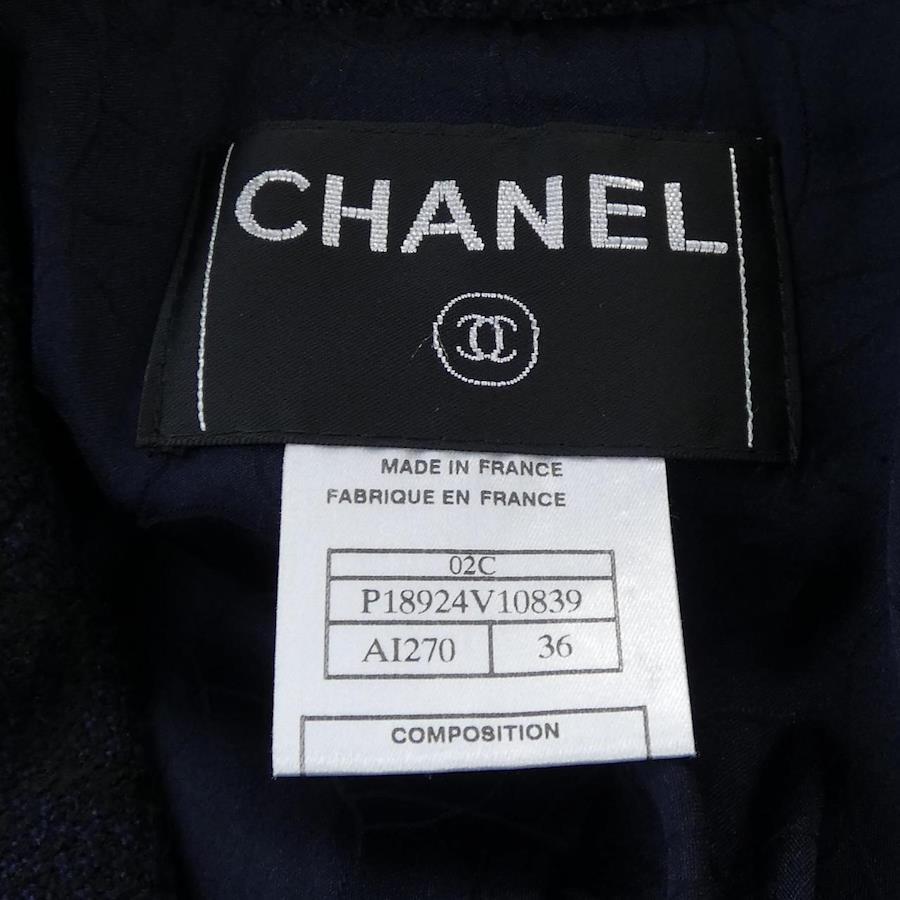 CHANEL
MADE IN FRANCE
FABRIQUE EN FRANCE
02C
P18924V10839
AI270 36
COMPOSITION